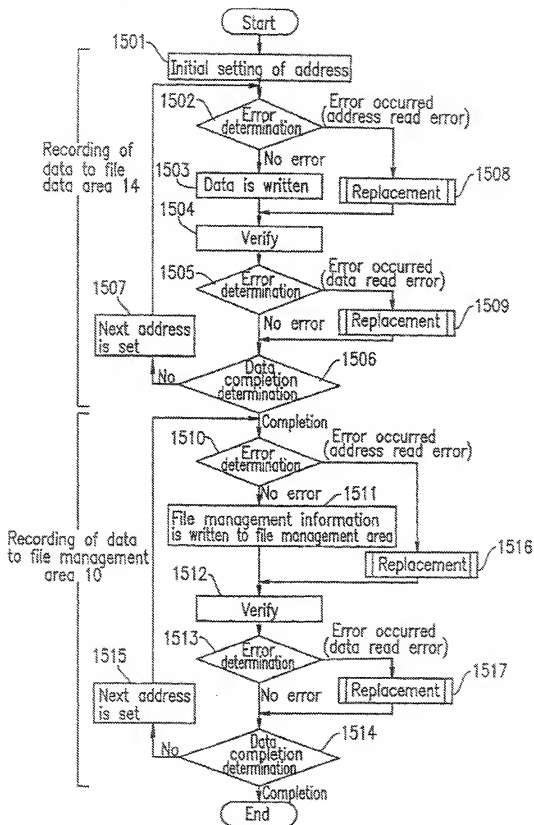 Start
1501
Initial setting of address
1502
Error
determination
Error occurred
(address read error)
No error
Recording of
data to file
data area 14
1503
Data is written
Replacement
1508
1504
Verify
1505
Error
determination
Error occurred
(data read error)
1507
Next address
is set
No error
Replacement
1509
Data
completion
determination
1506
No
Completion
1510
Error
determination
Error occurred
(address read error)
No error
1511
File management information
is written to file management area
Recording of data
to file management
area 10
Replacement
1516
1512
Verify
1513
Error
determination
Error occurred
(data read error)
1515
Next address
is set
No error
Replacement
1517
Data
completion
determination
1514
No
Completion
End